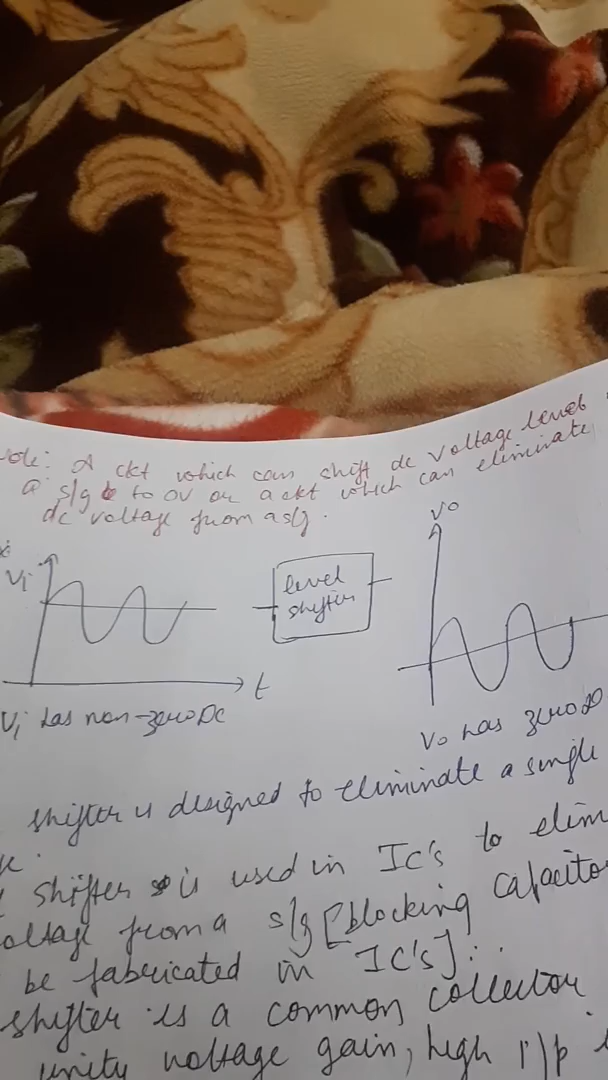 Note: A ckt which can shift dc voltage level
a s/g to 0V or a ckt which can eliminate
dc voltage from a s/g.
Vi
level
shifter
Vo
t
Vi has non-zero DC
Vo has zero D
shifter is designed to eliminate a single
shifter is used in IC's to elim
oltage from a s/g [blocking capacito
be fabricated in IC's]
shifter is a common collector
unity voltage gain, high i/p i